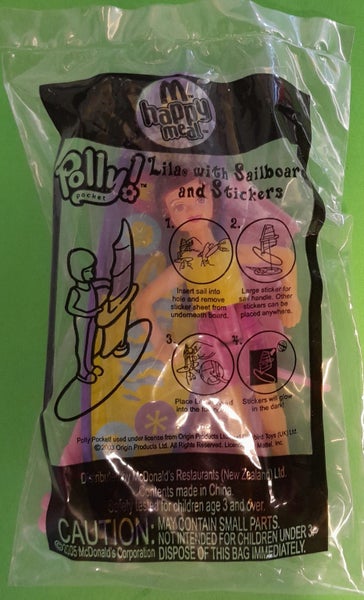 M
happy
meal™
Polly!™
pocket
Lila® with Sailboard
and Stickers
1.
2.
Insert sail into
hole and remove
sticker sheet from
underneath board.
Large sticker for
sail handle. Other
stickers can be
placed anywhere.
3.
4.
Place
into the
Stickers will glow
in the dark!
Polly Pocket! used under license from Origin Products (UK) Ltd.
© 2003 Origin Products Ltd. All Rights Reserved. Inc.
Distributed by McDonald's Restaurants (New Zealand) Ltd.
Contents made in China.
Safety tested for children age 3 and over.
CAUTION: MAY CONTAIN SMALL PARTS.
NOT INTENDED FOR CHILDREN UNDER 3.
McDonald's Corporation DISPOSE OF THIS BAG IMMEDIATELY.